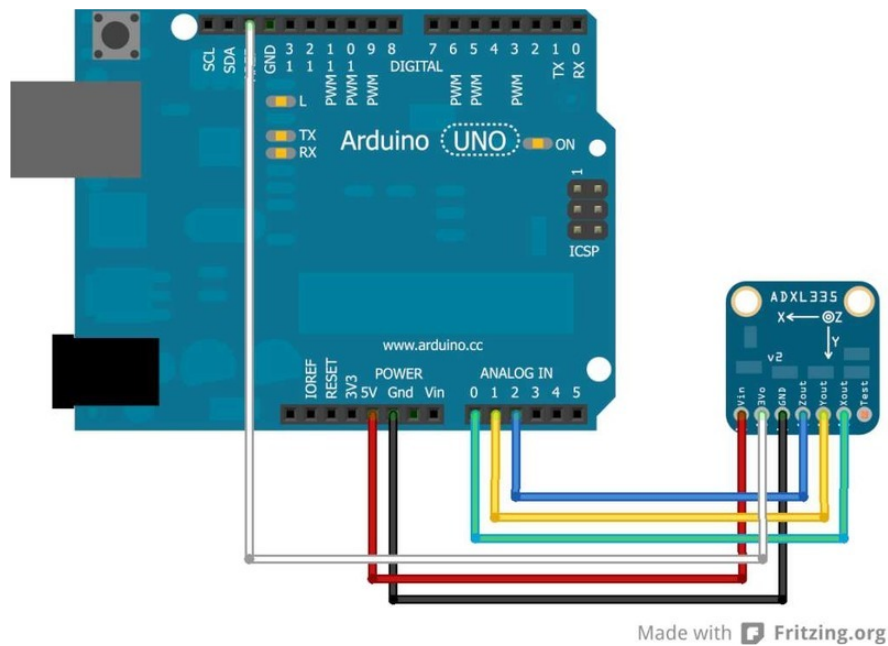 SCL SDA GND 13 12 11 10 9 8 7 6 5 4 3 2 1 0
PWM PWM PWM PWM PWM PWM TX RX
DIGITAL
L
TX
RX
Arduino UNO ON
1
ICSP
www.arduino.cc
POWER ANALOG IN
IOREF RESET 3V3 5V Gnd Vin 0 1 2 3 4 5
ADXL335
X Z
Y
v2
Vin 3Vo GND Zout Yout Xout Test
Made with Fritzing.org